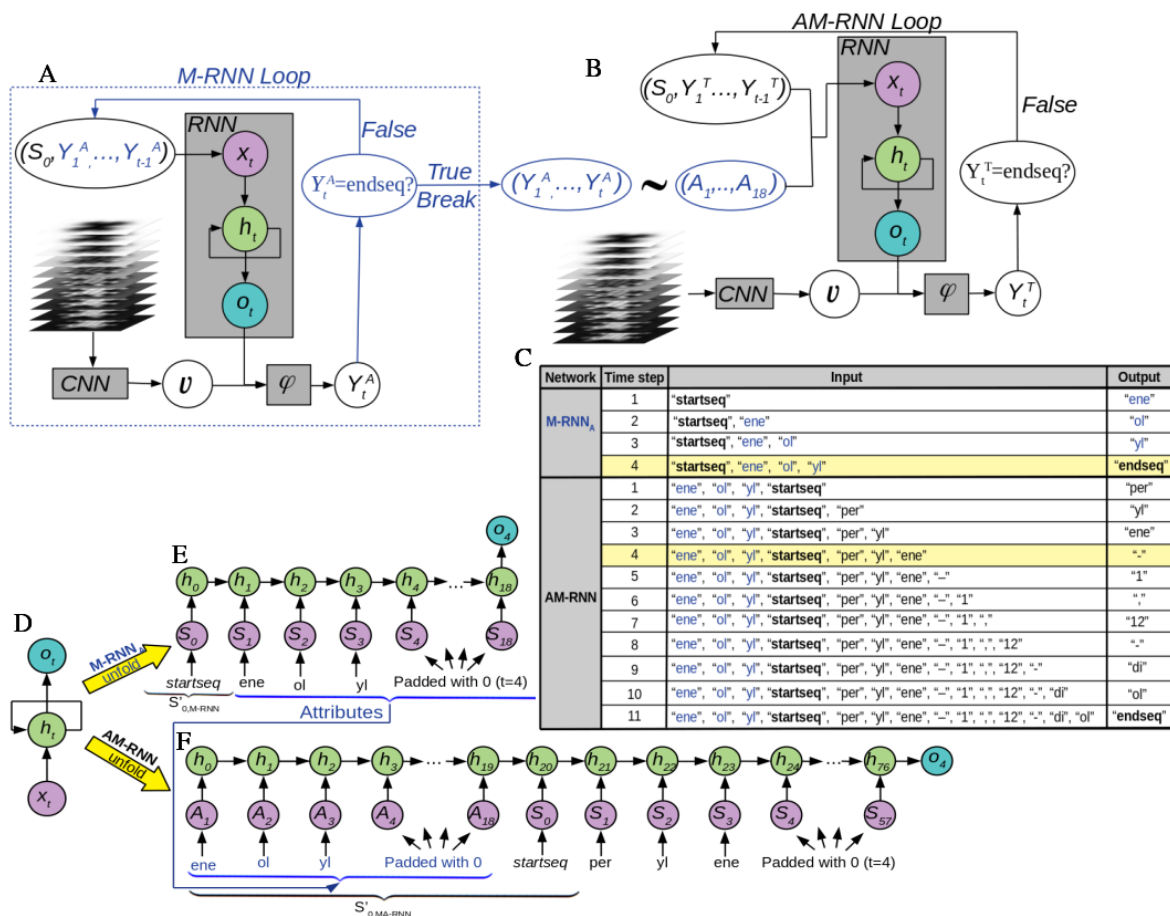 A
M-RNN Loop
(S0, Y1^A,...,Yt-1^A)
RNN
xt
ht
ot
False
Yt^A=endseq?
True
Break
CNN
υ
φ
Yt^A
(Y1^A,...,Yt^A)
~
(A1,..,A18)
B
AM-RNN Loop
(S0,Y1^T...,Yt-1^T)
RNN
xt
ht
ot
False
Yt^T=endseq?
CNN
υ
φ
Yt^T
C
Network Time step Input Output
M-RNNA
1 "startseq" "ene"
2 "startseq", "ene" "ol"
3 "startseq", "ene", "ol" "yl"
4 "startseq", "ene", "ol", "yl" "endseq"
AM-RNN
1 "ene", "ol", "yl", "startseq" "per"
2 "ene", "ol", "yl", "startseq", "per" "yl"
3 "ene", "ol", "yl", "startseq", "per", "yl" "ene"
4 "ene", "ol", "yl", "startseq", "per", "yl", "ene" "-"
5 "ene", "ol", "yl", "startseq", "per", "yl", "ene", "–" "1"
6 "ene", "ol", "yl", "startseq", "per", "yl", "ene", "–", "1" ","
7 "ene", "ol", "yl", "startseq", "per", "yl", "ene", "–", "1", "," "12"
8 "ene", "ol", "yl", "startseq", "per", "yl", "ene", "–", "1", ",", "12" "-"
9 "ene", "ol", "yl", "startseq", "per", "yl", "ene", "–", "1", ",", "12", "-" "di"
10 "ene", "ol", "yl", "startseq", "per", "yl", "ene", "–", "1", ",", "12", "-", "di" "ol"
11 "ene", "ol", "yl", "startseq", "per", "yl", "ene", "–", "1", ",", "12", "-", "di", "ol" "endseq"
D
ot
ht
xt
M-RNNA
unfold
AM-RNN
unfold
E
o4
h0 h1 h2 h3 h4 ... h18
S0 S1 S2 S3 S4 S18
startseq ene ol yl Padded with 0 (t=4)
S'0,M-RNN
Attributes
F
h0 h1 h2 h3 ... h19 h20 h21 h22 h23 h24 ... h76 o4
A1 A2 A3 A4 A18 S0 S1 S2 S3 S4 S57
ene ol yl Padded with 0 startseq per yl ene Padded with 0 (t=4)
S'0,MA-RNN